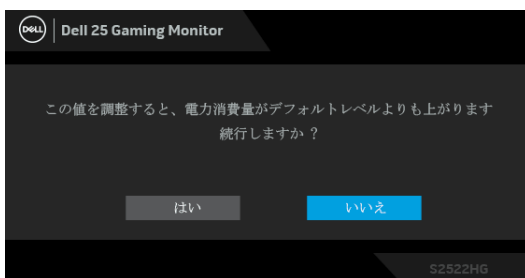 DELL
Dell 25 Gaming Monitor
この値を調整すると、電力消費量がデフォルトレベルよりも上がります
続行しますか ？
はい
いいえ
S2522HG